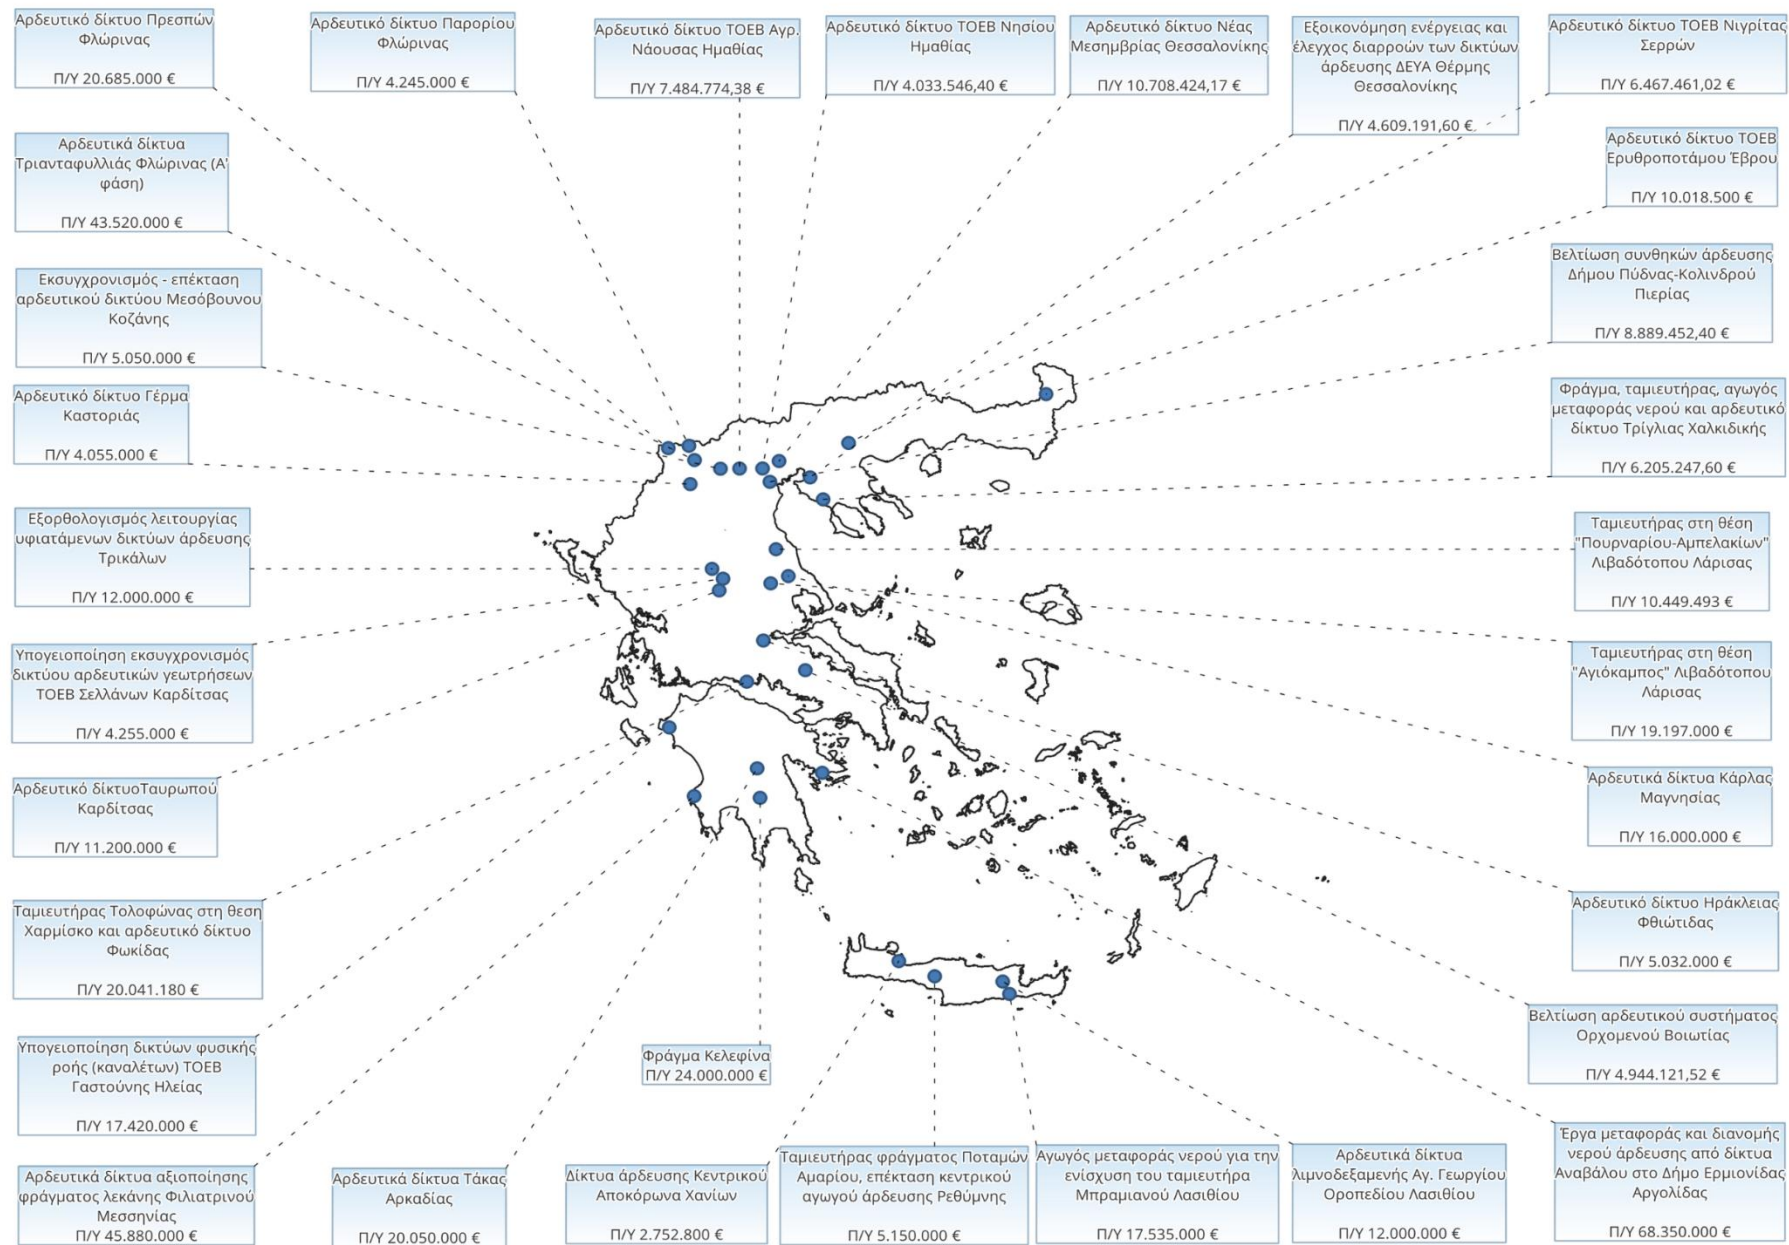 Αρδευτικό δίκτυο Πρεσπών
Φλώρινας
Π/Υ 20.685.000 €
Αρδευτικό δίκτυο Παρορίου
Φλώρινας
Π/Υ 4.245.000 €
Αρδευτικό δίκτυο ΤΟΕΒ Αγρ.
Νάουσας Ημαθίας
Π/Υ 7.484.774,38 €
Αρδευτικό δίκτυο ΤΟΕΒ Νησίου
Ημαθίας
Π/Υ 4.033.546,40 €
Αρδευτικό δίκτυο Νέας
Μεσημβρίας Θεσσαλονίκης
Π/Υ 10.708.424,17 €
Εξοικονόμηση ενέργειας και
έλεγχος διαρροών των δικτύων
άρδευσης ΔΕΥΑ Θέρμης
Θεσσαλονίκης
Π/Υ 4.609.191,60 €
Αρδευτικό δίκτυο ΤΟΕΒ Νιγρίτας
Σερρών
Π/Υ 6.467.461,02 €
Αρδευτικά δίκτυα
Τριανταφυλλιάς Φλώρινας (Α'
φάση)
Π/Υ 43.520.000 €
Αρδευτικό δίκτυο ΤΟΕΒ
Ερυθροποτάμου Έβρου
Π/Υ 10.018.500 €
Εκσυγχρονισμός - επέκταση
αρδευτικού δικτύου Μεσόβουνου
Κοζάνης
Π/Υ 5.050.000 €
Βελτίωση συνθηκών άρδευσης
Δήμου Πύδνας-Κολινδρού
Πιερίας
Π/Υ 8.889.452,40 €
Αρδευτικό δίκτυο Γέρμα
Καστοριάς
Π/Υ 4.055.000 €
Φράγμα, ταμιευτήρας, αγωγός
μεταφοράς νερού και αρδευτικό
δίκτυο Τρίγλιας Χαλκιδικής
Π/Υ 6.205.247,60 €
Εξορθολογισμός λειτουργίας
υφιατάμενων δικτύων άρδευσης
Τρικάλων
Π/Υ 12.000.000 €
Ταμιευτήρας στη θέση
"Πουρναρίου-Αμπελακίων"
Λιβαδότοπου Λάρισας
Π/Υ 10.449.493 €
Υπογειοποίηση εκσυγχρονισμός
δικτύου αρδευτικών γεωτρήσεων
ΤΟΕΒ Σελλάνων Καρδίτσας
Π/Υ 4.255.000 €
Ταμιευτήρας στη θέση
"Αγιόκαμπος" Λιβαδότοπου
Λάρισας
Π/Υ 19.197.000 €
Αρδευτικό δίκτυοΤαυρωπού
Καρδίτσας
Π/Υ 11.200.000 €
Αρδευτικά δίκτυα Κάρλας
Μαγνησίας
Π/Υ 16.000.000 €
Ταμιευτήρας Τολοφώνας στη θεση
Χαρμίσκο και αρδευτικό δίκτυο
Φωκίδας
Π/Υ 20.041.180 €
Αρδευτικό δίκτυο Ηράκλειας
Φθιώτιδας
Π/Υ 5.032.000 €
Υπογειοποίηση δικτύων φυσικής
ροής (καναλέτων) ΤΟΕΒ
Γαστούνης Ηλείας
Π/Υ 17.420.000 €
Φράγμα Κελεφίνα
Π/Υ 24.000.000 €
Βελτίωση αρδευτικού συστήματος
Ορχομενού Βοιωτίας
Π/Υ 4.944.121,52 €
Αρδευτικά δίκτυα αξιοποίησης
φράγματος λεκάνης Φιλιατρινού
Μεσσηνίας
Π/Υ 45.880.000 €
Αρδευτικά δίκτυα Τάκας
Αρκαδίας
Π/Υ 20.050.000 €
Δίκτυα άρδευσης Κεντρικού
Αποκόρωνα Χανίων
Π/Υ 2.752.800 €
Ταμιευτήρας φράγματος Ποταμών
Αμαρίου, επέκταση κεντρικού
αγωγού άρδευσης Ρεθύμνης
Π/Υ 5.150.000 €
Αγωγός μεταφοράς νερού για την
ενίσχυση του ταμιευτήρα
Μπραμιανού Λασιθίου
Π/Υ 17.535.000 €
Αρδευτικά δίκτυα
λιμνοδεξαμενής Αγ. Γεωργίου
Οροπεδίου Λασιθίου
Π/Υ 12.000.000 €
Έργα μεταφοράς και διανομής
νερού άρδευσης από δίκτυα
Αναβάλου στο Δήμο Ερμιονίδας
Αργολίδας
Π/Υ 68.350.000 €